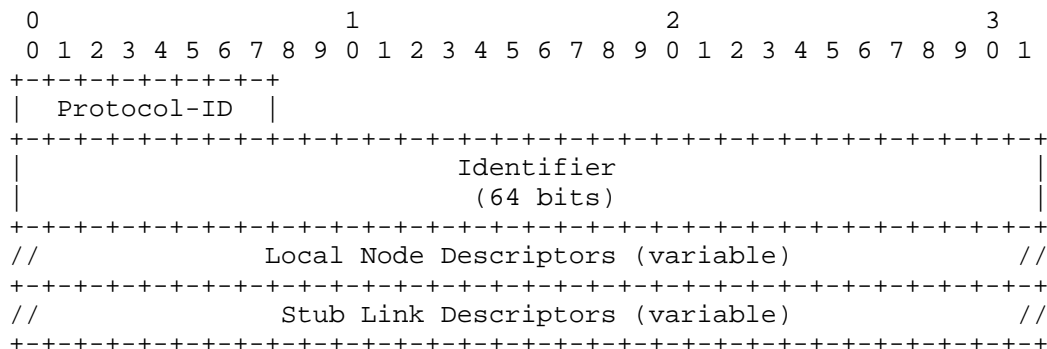 0                   1                   2                   3
 0 1 2 3 4 5 6 7 8 9 0 1 2 3 4 5 6 7 8 9 0 1 2 3 4 5 6 7 8 9 0 1
+-+-+-+-+-+-+-+-+
|  Protocol-ID  |
+-+-+-+-+-+-+-+-+-+-+-+-+-+-+-+-+-+-+-+-+-+-+-+-+-+-+-+-+-+-+-+-+
|                           Identifier                          |
|                            (64 bits)                          |
+-+-+-+-+-+-+-+-+-+-+-+-+-+-+-+-+-+-+-+-+-+-+-+-+-+-+-+-+-+-+-+-+
//              Local Node Descriptors (variable)              //
+-+-+-+-+-+-+-+-+-+-+-+-+-+-+-+-+-+-+-+-+-+-+-+-+-+-+-+-+-+-+-+-+
//               Stub Link Descriptors (variable)              //
+-+-+-+-+-+-+-+-+-+-+-+-+-+-+-+-+-+-+-+-+-+-+-+-+-+-+-+-+-+-+-+-+